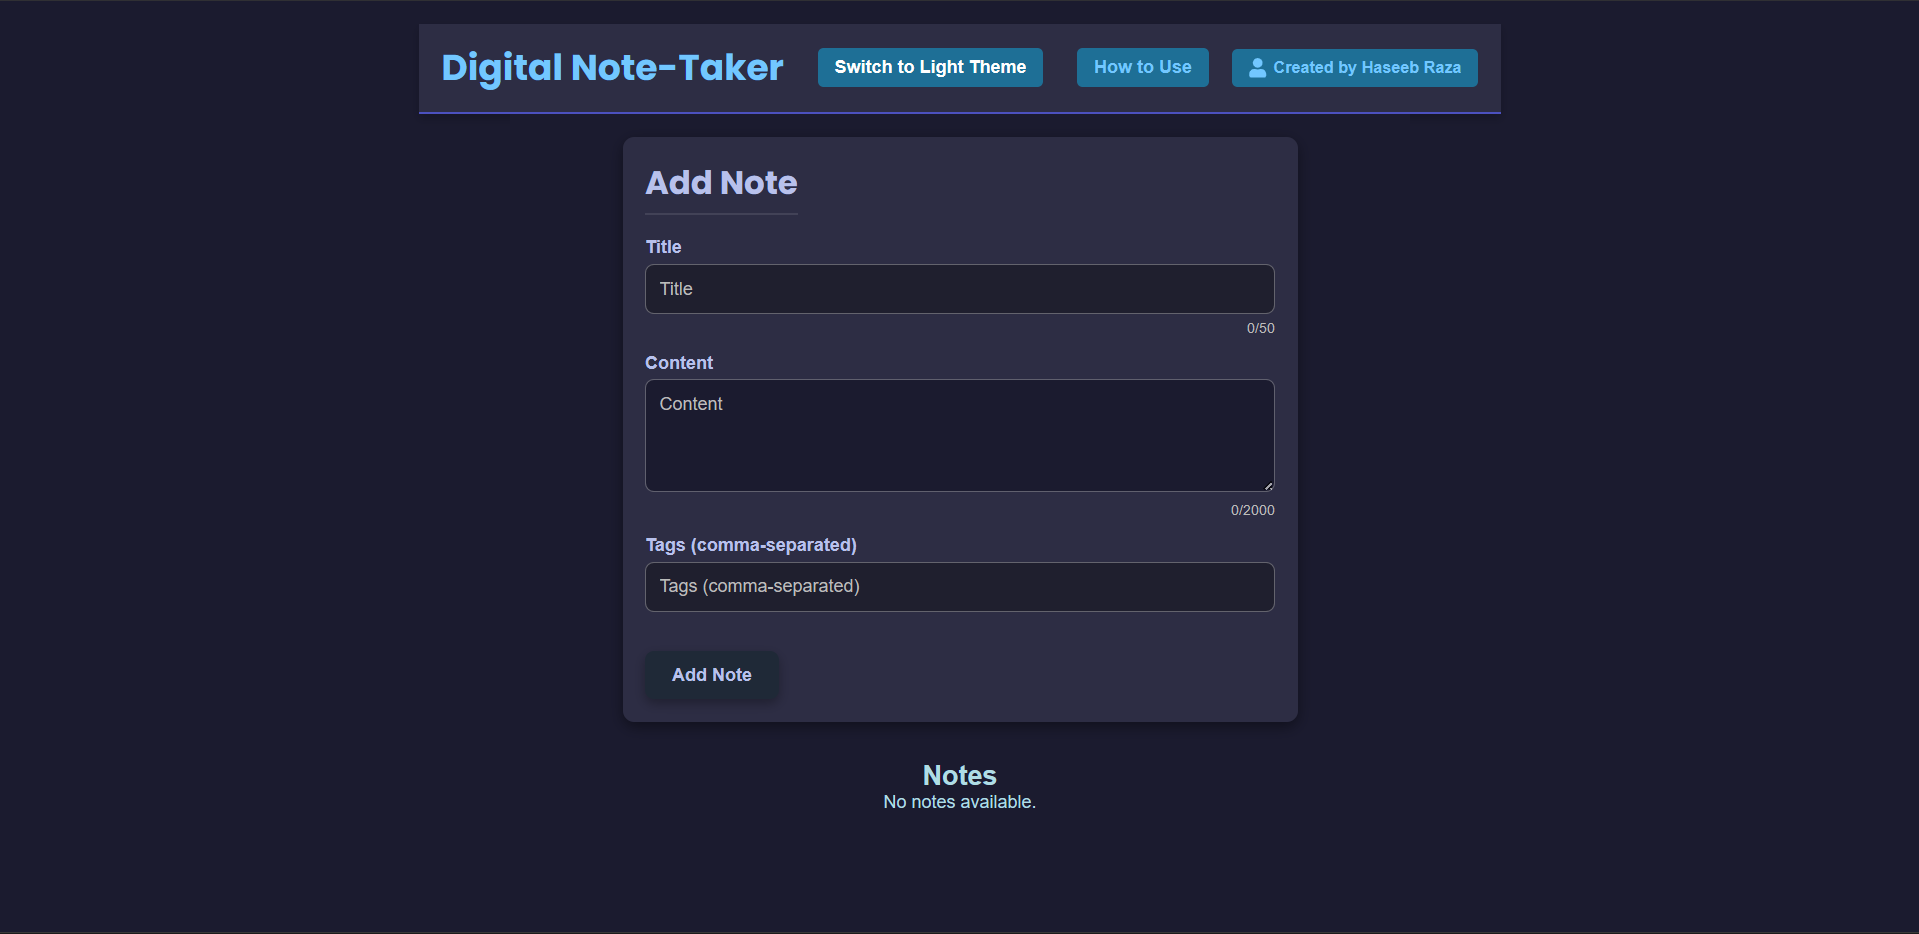 Digital Note-Taker
Switch to Light Theme
How to Use
Created by Haseeb Raza
Add Note
Title
Title
0/50
Content
Content
0/2000
Tags (comma-separated)
Tags (comma-separated)
Add Note
Notes
No notes available.